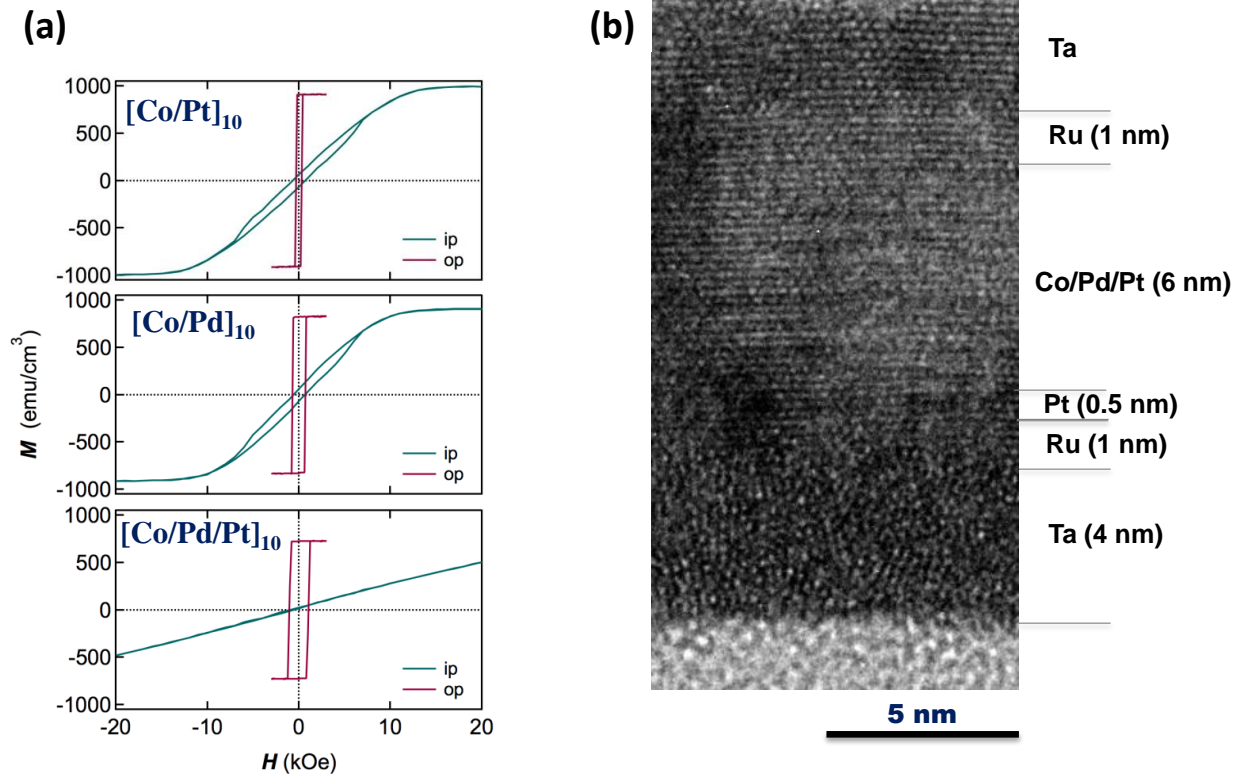 (a)
1000
500
0
-500
-1000
[Co/Pt]10
ip
op
1000
500
0
-500
-1000
[Co/Pd]10
ip
op
1000
500
0
-500
-1000
[Co/Pd/Pt]10
ip
op
M (emu/cm3)
-20 -10 0 10 20
H (kOe)
(b)
Ta
Ru (1 nm)
Co/Pd/Pt (6 nm)
Pt (0.5 nm)
Ru (1 nm)
Ta (4 nm)
5 nm